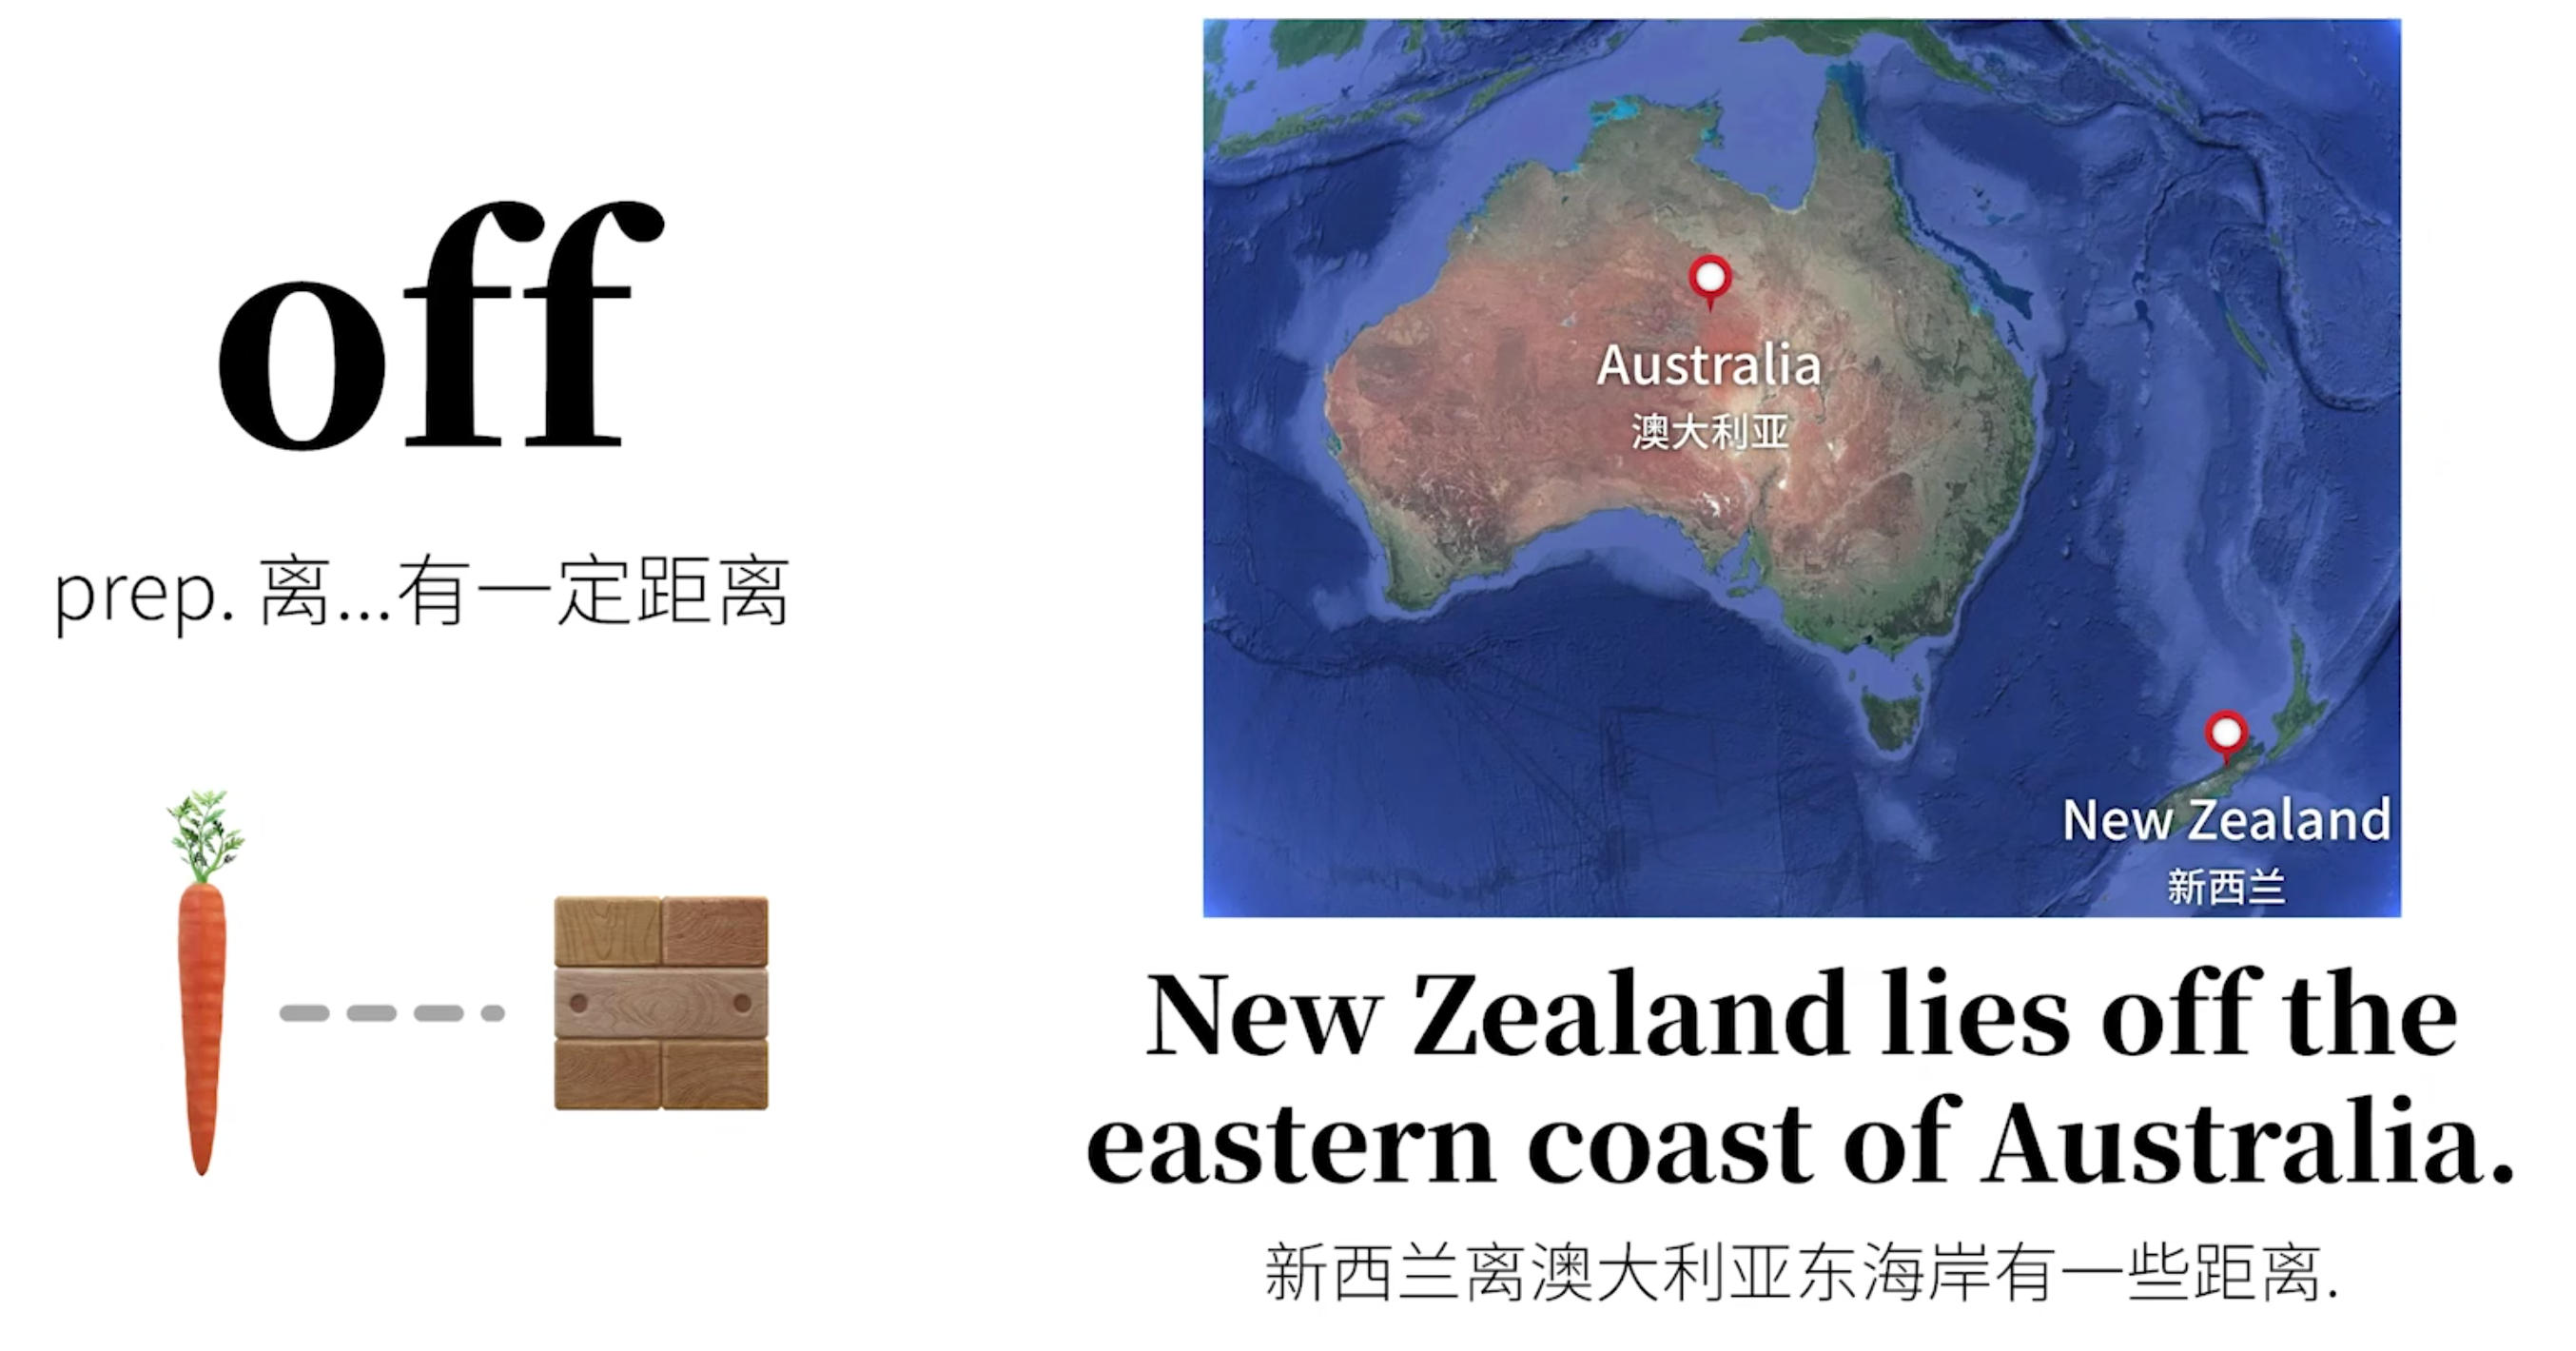 off
prep. 离...有一定距离
Australia
澳大利亚
New Zealand
新西兰
New Zealand lies off the
eastern coast of Australia.
新西兰离澳大利亚东海岸有一些距离.